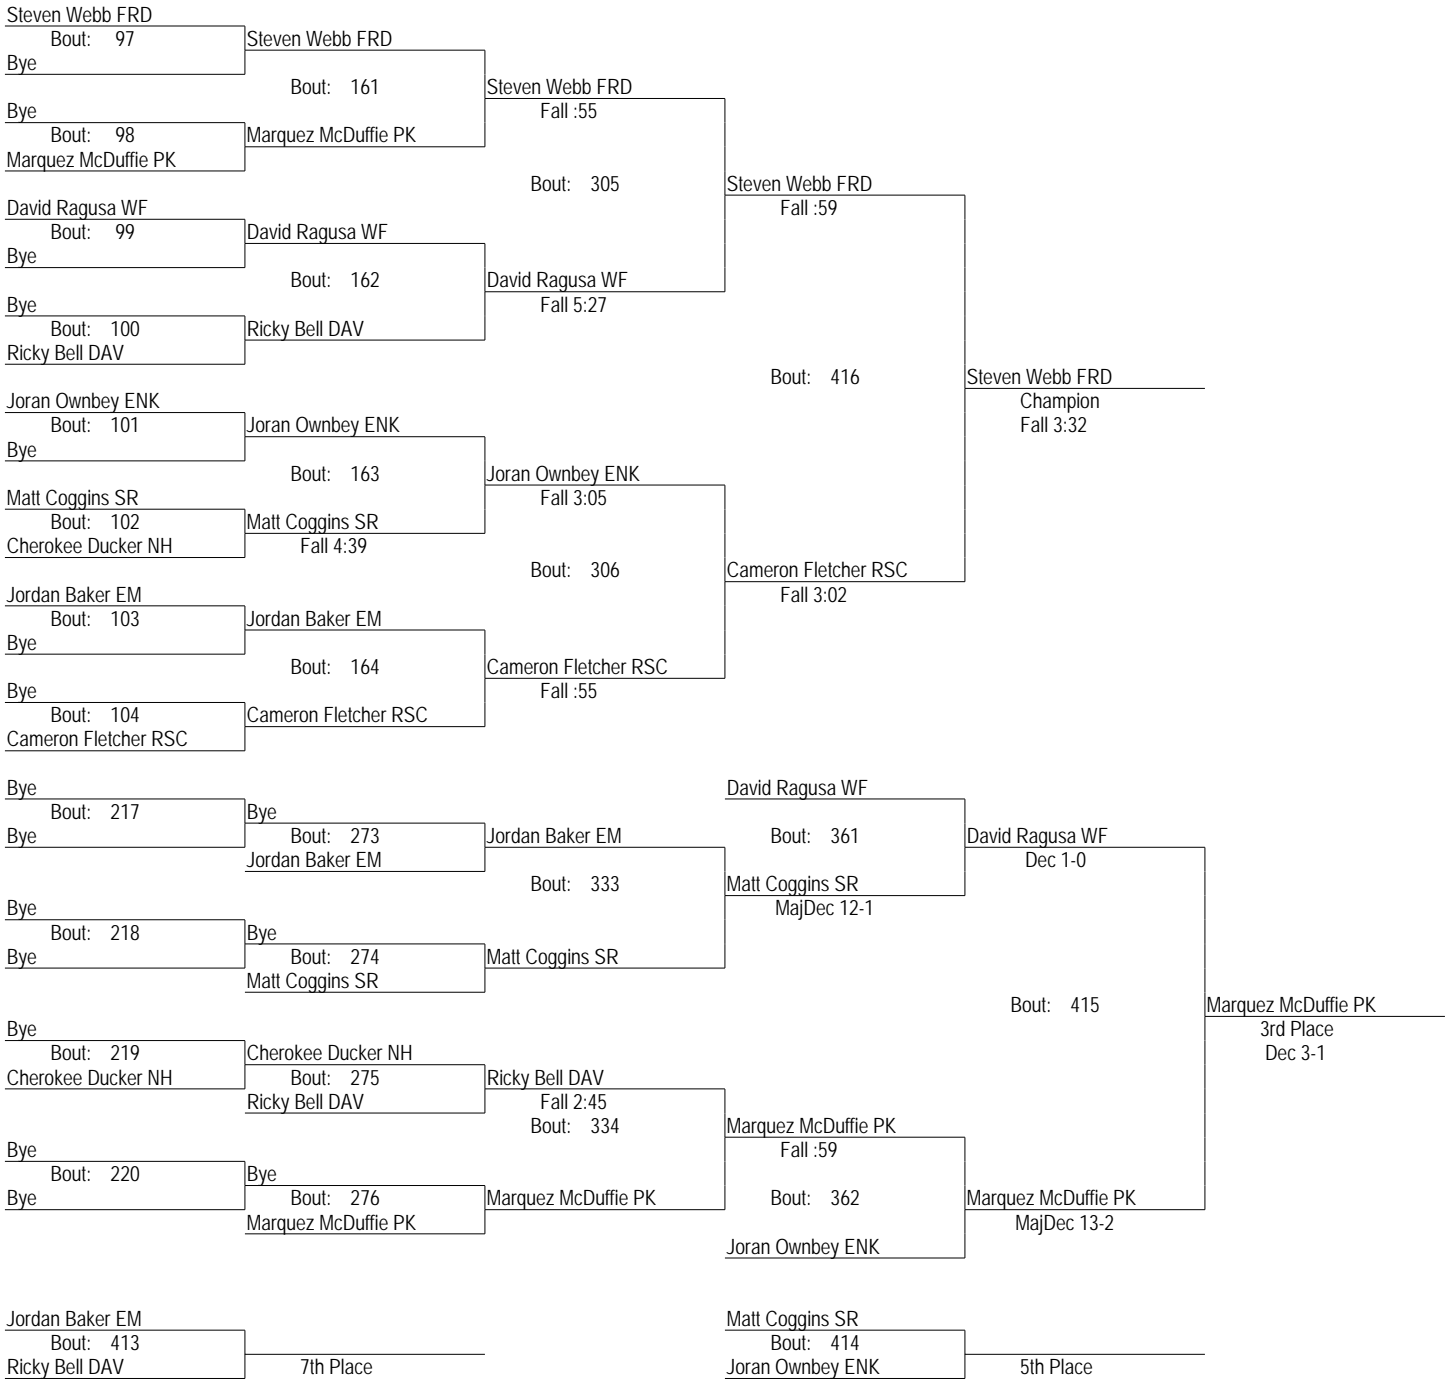 Steven Webb FRD
Bout: 97
Steven Webb FRD
Bye
Bout: 161
Steven Webb FRD
Bye
Fall :55
Bout: 98
Marquez McDuffie PK
Marquez McDuffie PK
Bout: 305
Steven Webb FRD
David Ragusa WF
Fall :59
Bout: 99
David Ragusa WF
Bye
Bout: 162
David Ragusa WF
Bye
Fall 5:27
Bout: 100
Ricky Bell DAV
Ricky Bell DAV
Bout: 416
Steven Webb FRD
Joran Ownbey ENK
Champion
Bout: 101
Joran Ownbey ENK
Fall 3:32
Bye
Bout: 163
Joran Ownbey ENK
Matt Coggins SR
Fall 3:05
Bout: 102
Matt Coggins SR
Cherokee Ducker NH
Fall 4:39
Bout: 306
Cameron Fletcher RSC
Jordan Baker EM
Fall 3:02
Bout: 103
Jordan Baker EM
Bye
Bout: 164
Cameron Fletcher RSC
Bye
Fall :55
Bout: 104
Cameron Fletcher RSC
Cameron Fletcher RSC
Bye
David Ragusa WF
Bout: 217
Bye
Bye
Bout: 273
Jordan Baker EM
Bout: 361
David Ragusa WF
Jordan Baker EM
Dec 1-0
Bout: 333
Matt Coggins SR
Bye
MajDec 12-1
Bout: 218
Bye
Bye
Bout: 274
Matt Coggins SR
Matt Coggins SR
Bout: 415
Marquez McDuffie PK
Bye
3rd Place
Bout: 219
Cherokee Ducker NH
Dec 3-1
Cherokee Ducker NH
Bout: 275
Ricky Bell DAV
Ricky Bell DAV
Fall 2:45
Bout: 334
Marquez McDuffie PK
Bye
Fall :59
Bout: 220
Bye
Bye
Bout: 276
Marquez McDuffie PK
Bout: 362
Marquez McDuffie PK
Marquez McDuffie PK
MajDec 13-2
Joran Ownbey ENK
Jordan Baker EM
Matt Coggins SR
Bout: 413
Bout: 414
Ricky Bell DAV
7th Place
Joran Ownbey ENK
5th Place